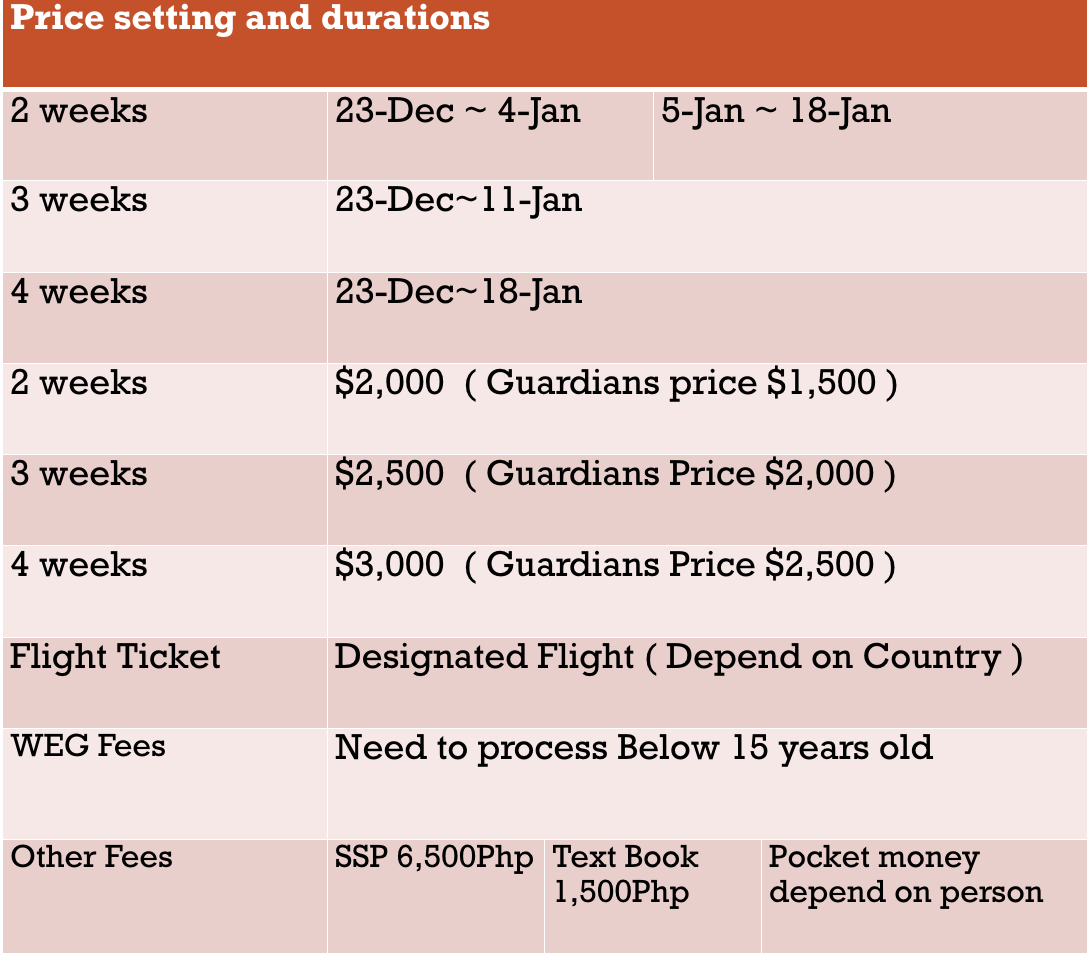 Price setting and durations
2 weeks 23-Dec ~ 4-Jan 5-Jan ~ 18-Jan
3 weeks 23-Dec~11-Jan
4 weeks 23-Dec~18-Jan
2 weeks $2,000 ( Guardians price $1,500 )
3 weeks $2,500 ( Guardians Price $2,000 )
4 weeks $3,000 ( Guardians Price $2,500 )
Flight Ticket Designated Flight ( Depend on Country )
WEG Fees Need to process Below 15 years old
Other Fees SSP 6,500Php Text Book Pocket money
1,500Php depend on person